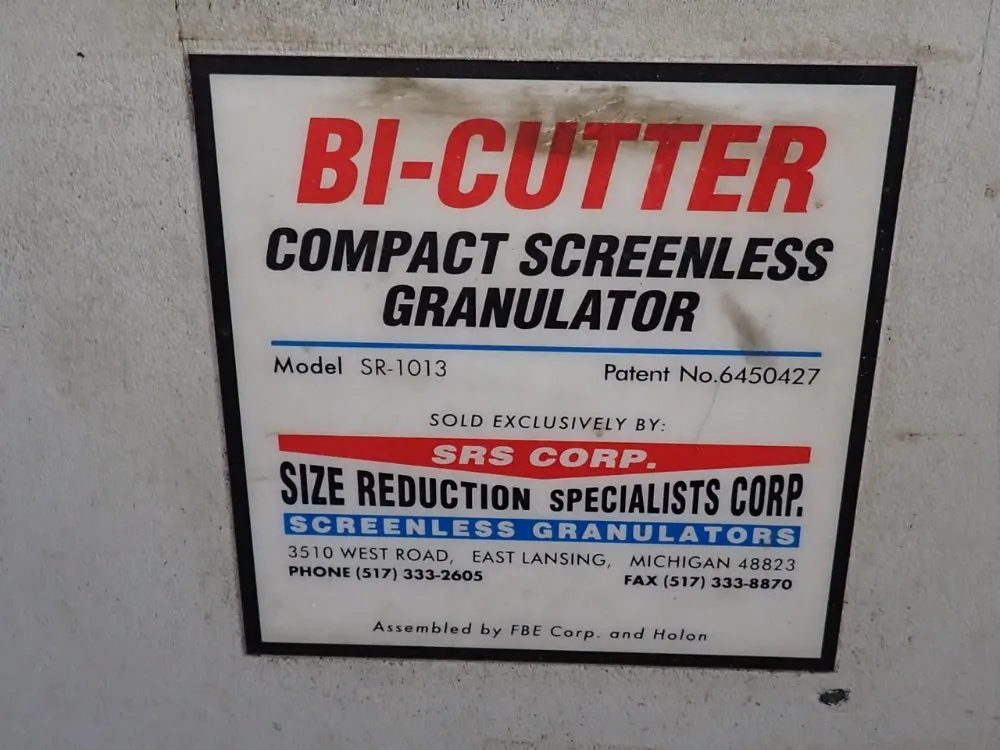 BI-CUTTER
COMPACT SCREENLESS
GRANULATOR
Model SR-1013 Patent No.6450427
SOLD EXCLUSIVELY BY:
SRS CORP.
SIZE REDUCTION SPECIALISTS CORP.
SCREENLESS GRANULATORS
3510 WEST ROAD, EAST LANSING, MICHIGAN 48823
PHONE (517) 333-2605 FAX (517) 333-8870
Assembled by FBE Corp. and Holon